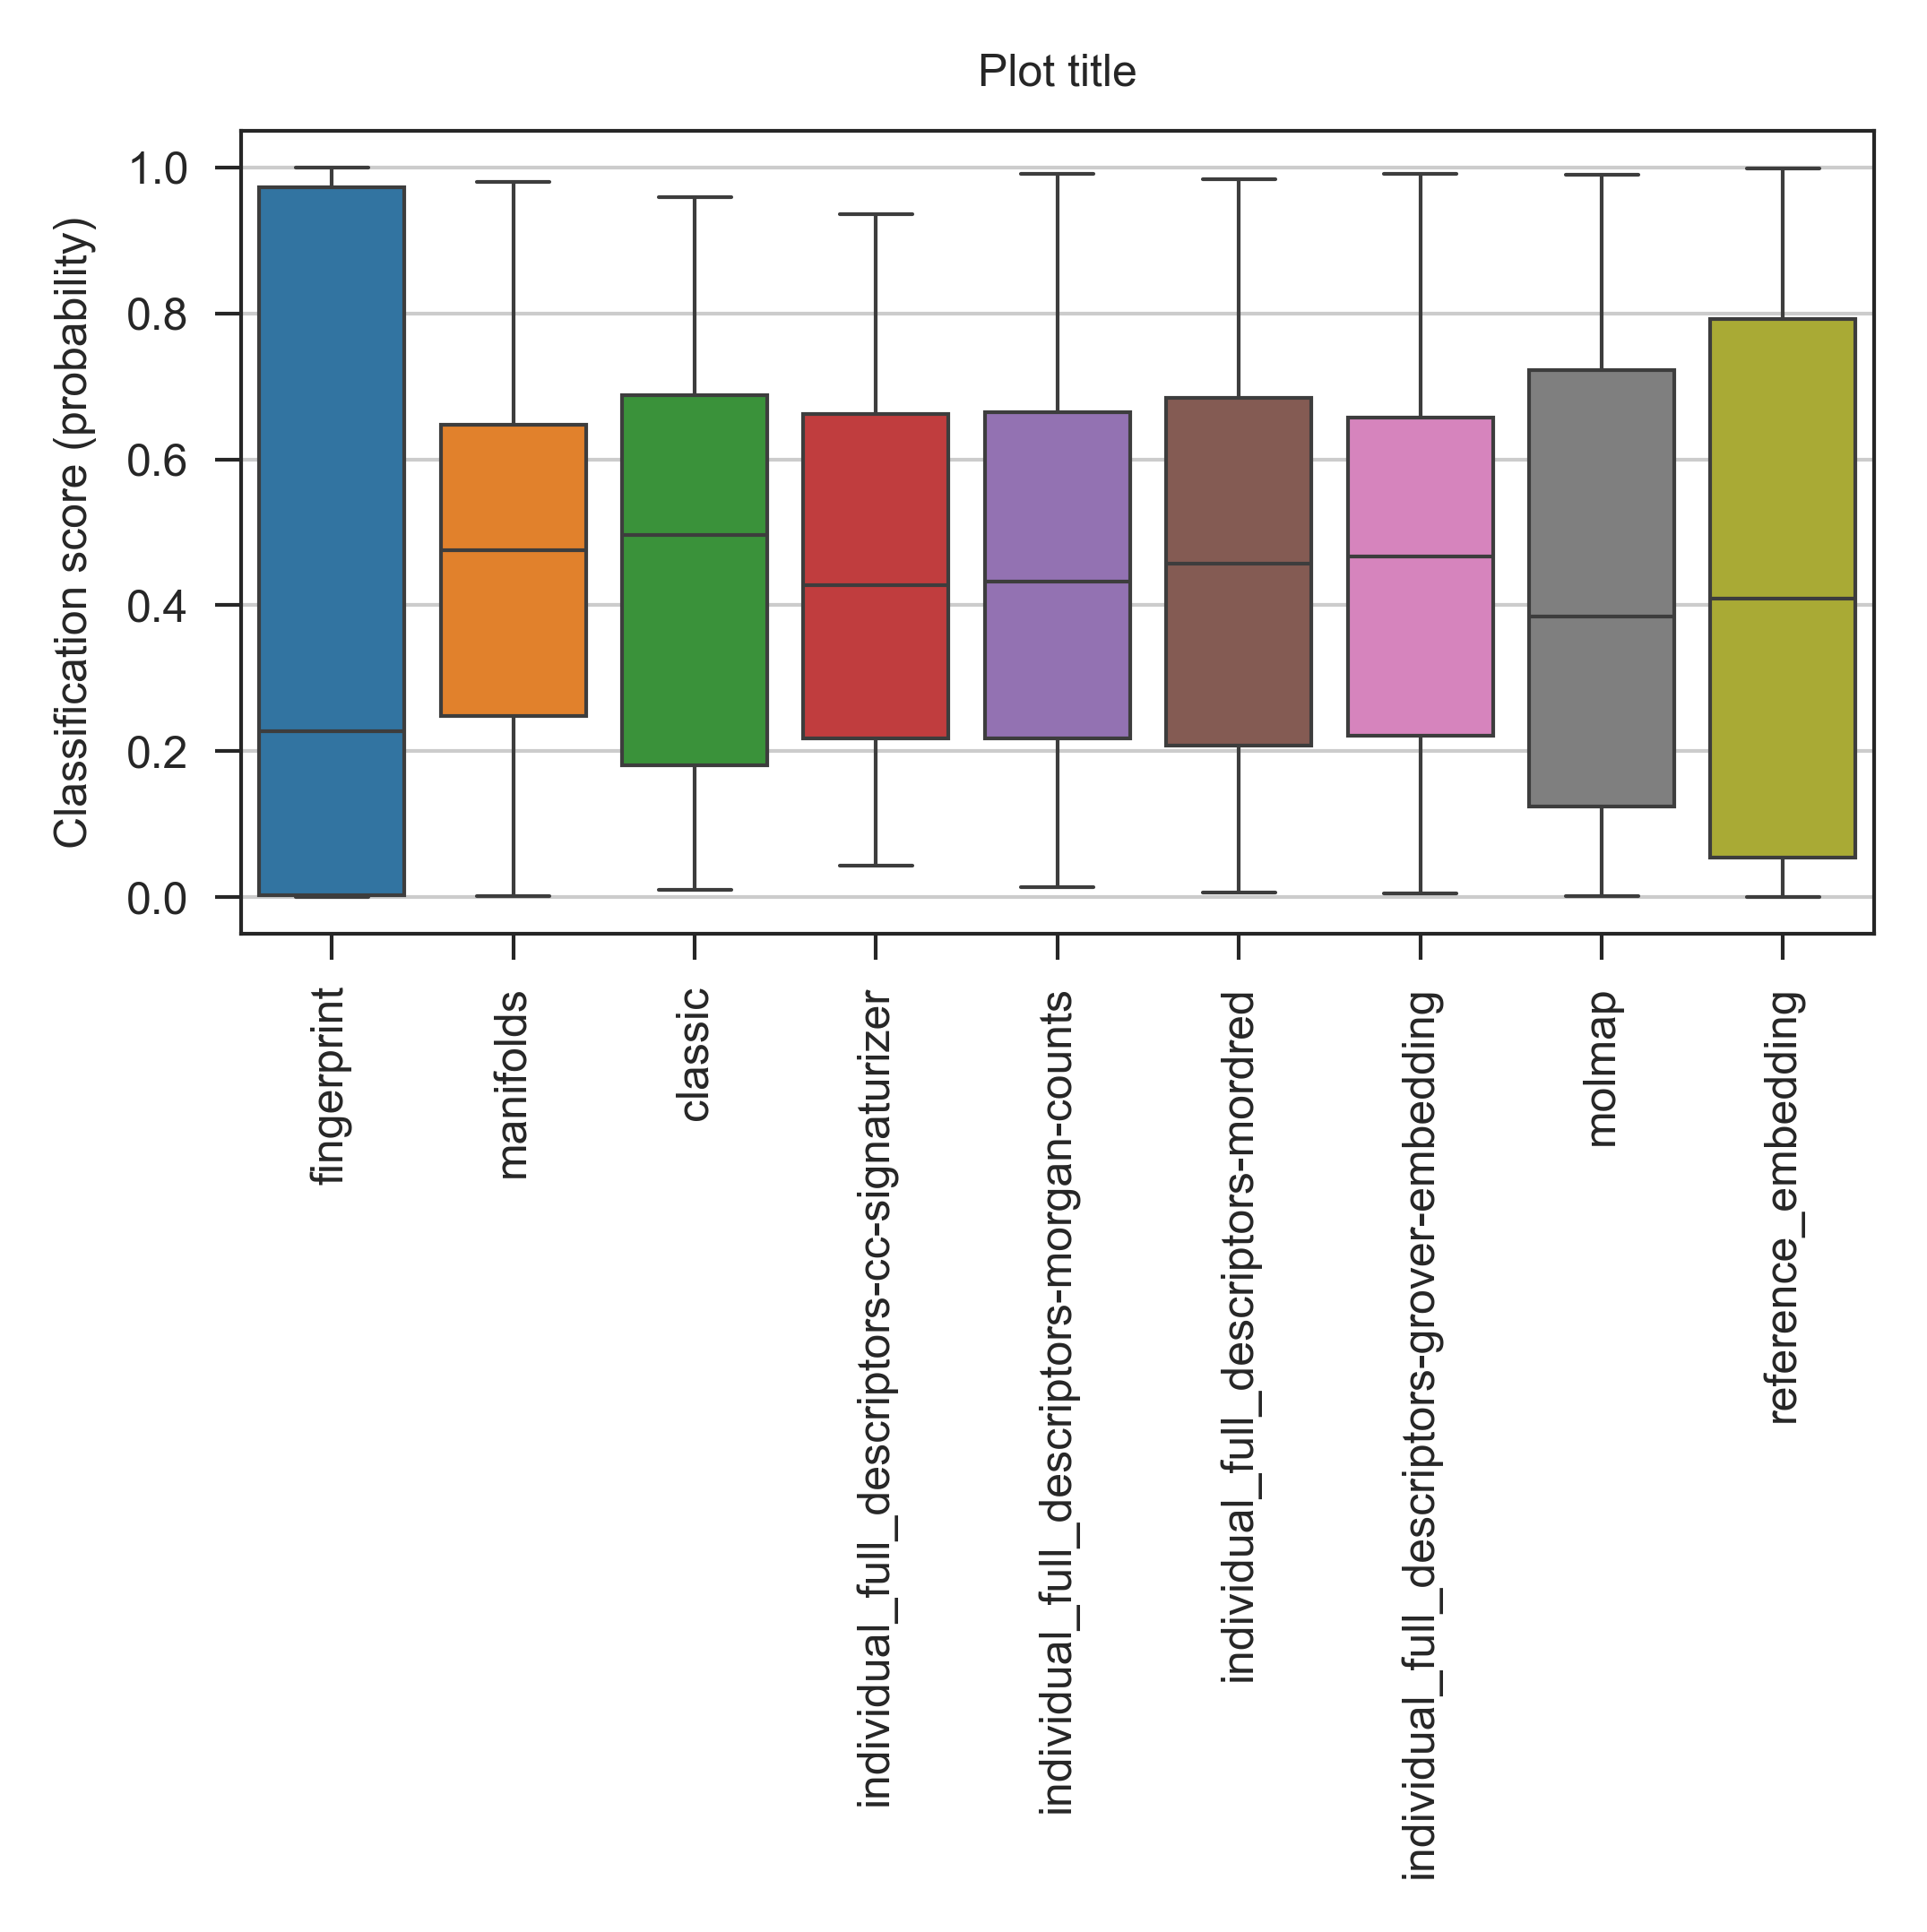 Plot title
Classification score (probability)
1.0
0.8
0.6
0.4
0.2
0.0
fingerprint
manifolds
classic
individual_full_descriptors-cc-signaturizer
individual_full_descriptors-morgan-counts
individual_full_descriptors-mordred
individual_full_descriptors-grover-embedding
molmap
reference_embedding